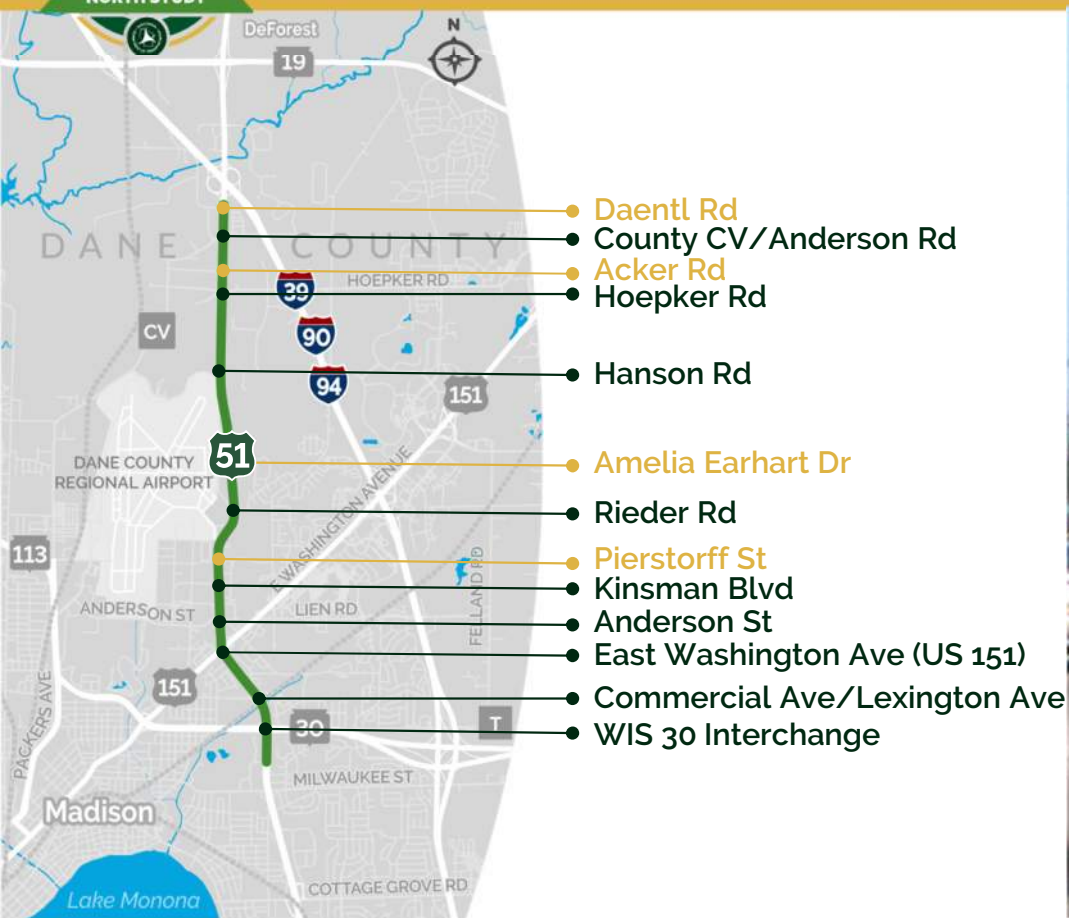 NORTH STUDY
DeForest
N
19
DANE COUNTY
HOEPKER RD
39
90
94
CV
151
DANE COUNTY
REGIONAL AIRPORT
51
E WASHINGTON AVENUE
113
ANDERSON ST
LIEN RD
FELLAND RD
151
30
T
PACKERS AVE
MILWAUKEE ST
Madison
COTTAGE GROVE RD
Lake Monona
Daentl Rd
County CV/Anderson Rd
Acker Rd
Hoepker Rd
Hanson Rd
Amelia Earhart Dr
Rieder Rd
Pierstorff St
Kinsman Blvd
Anderson St
East Washington Ave (US 151)
Commercial Ave/Lexington Ave
WIS 30 Interchange